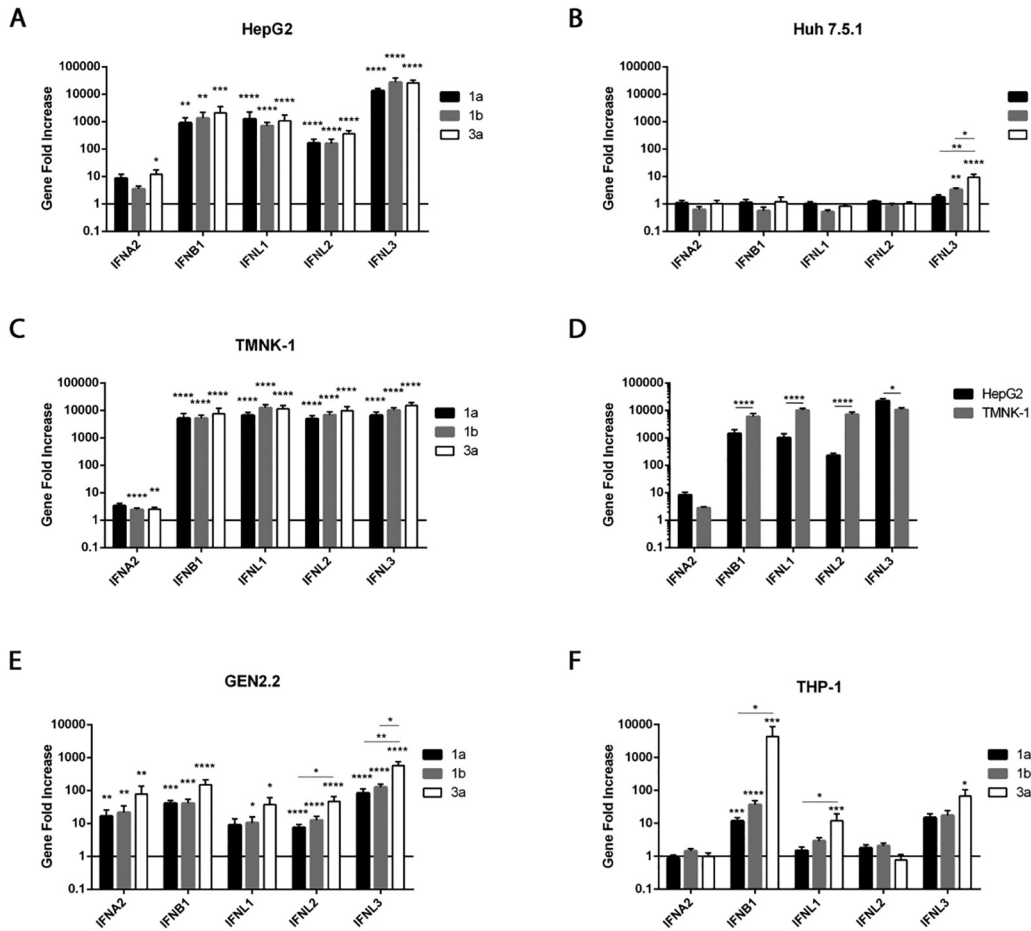 A
HepG2
Gene Fold Increase
100000
10000
1000
100
10
1
0.1
** ** *** **** **** **** **** **** **** **** **** ****
*
IFNA2 IFNB1 IFNL1 IFNL2 IFNL3
1a
1b
3a
B
Huh 7.5.1
Gene Fold Increase
100000
10000
1000
100
10
1
0.1
*
**
** ****
IFNA2 IFNB1 IFNL1 IFNL2 IFNL3
1a
1b
3a
C
TMNK-1
Gene Fold Increase
100000
10000
1000
100
10
1
0.1
**** **** **** **** **** **** **** **** **** **** **** ****
**** **
IFNA2 IFNB1 IFNL1 IFNL2 IFNL3
1a
1b
3a
D
Gene Fold Increase
100000
10000
1000
100
10
1
0.1
**** **** **** *
IFNA2 IFNB1 IFNL1 IFNL2 IFNL3
HepG2
TMNK-1
E
GEN2.2
Gene Fold Increase
10000
1000
100
10
1
0.1
*
**
** ** ** *** *** **** * * * **** **** **** **** **** ****
IFNA2 IFNB1 IFNL1 IFNL2 IFNL3
1a
1b
3a
F
THP-1
Gene Fold Increase
10000
1000
100
10
1
0.1
*
*** **** *** * *** *
IFNA2 IFNB1 IFNL1 IFNL2 IFNL3
1a
1b
3a